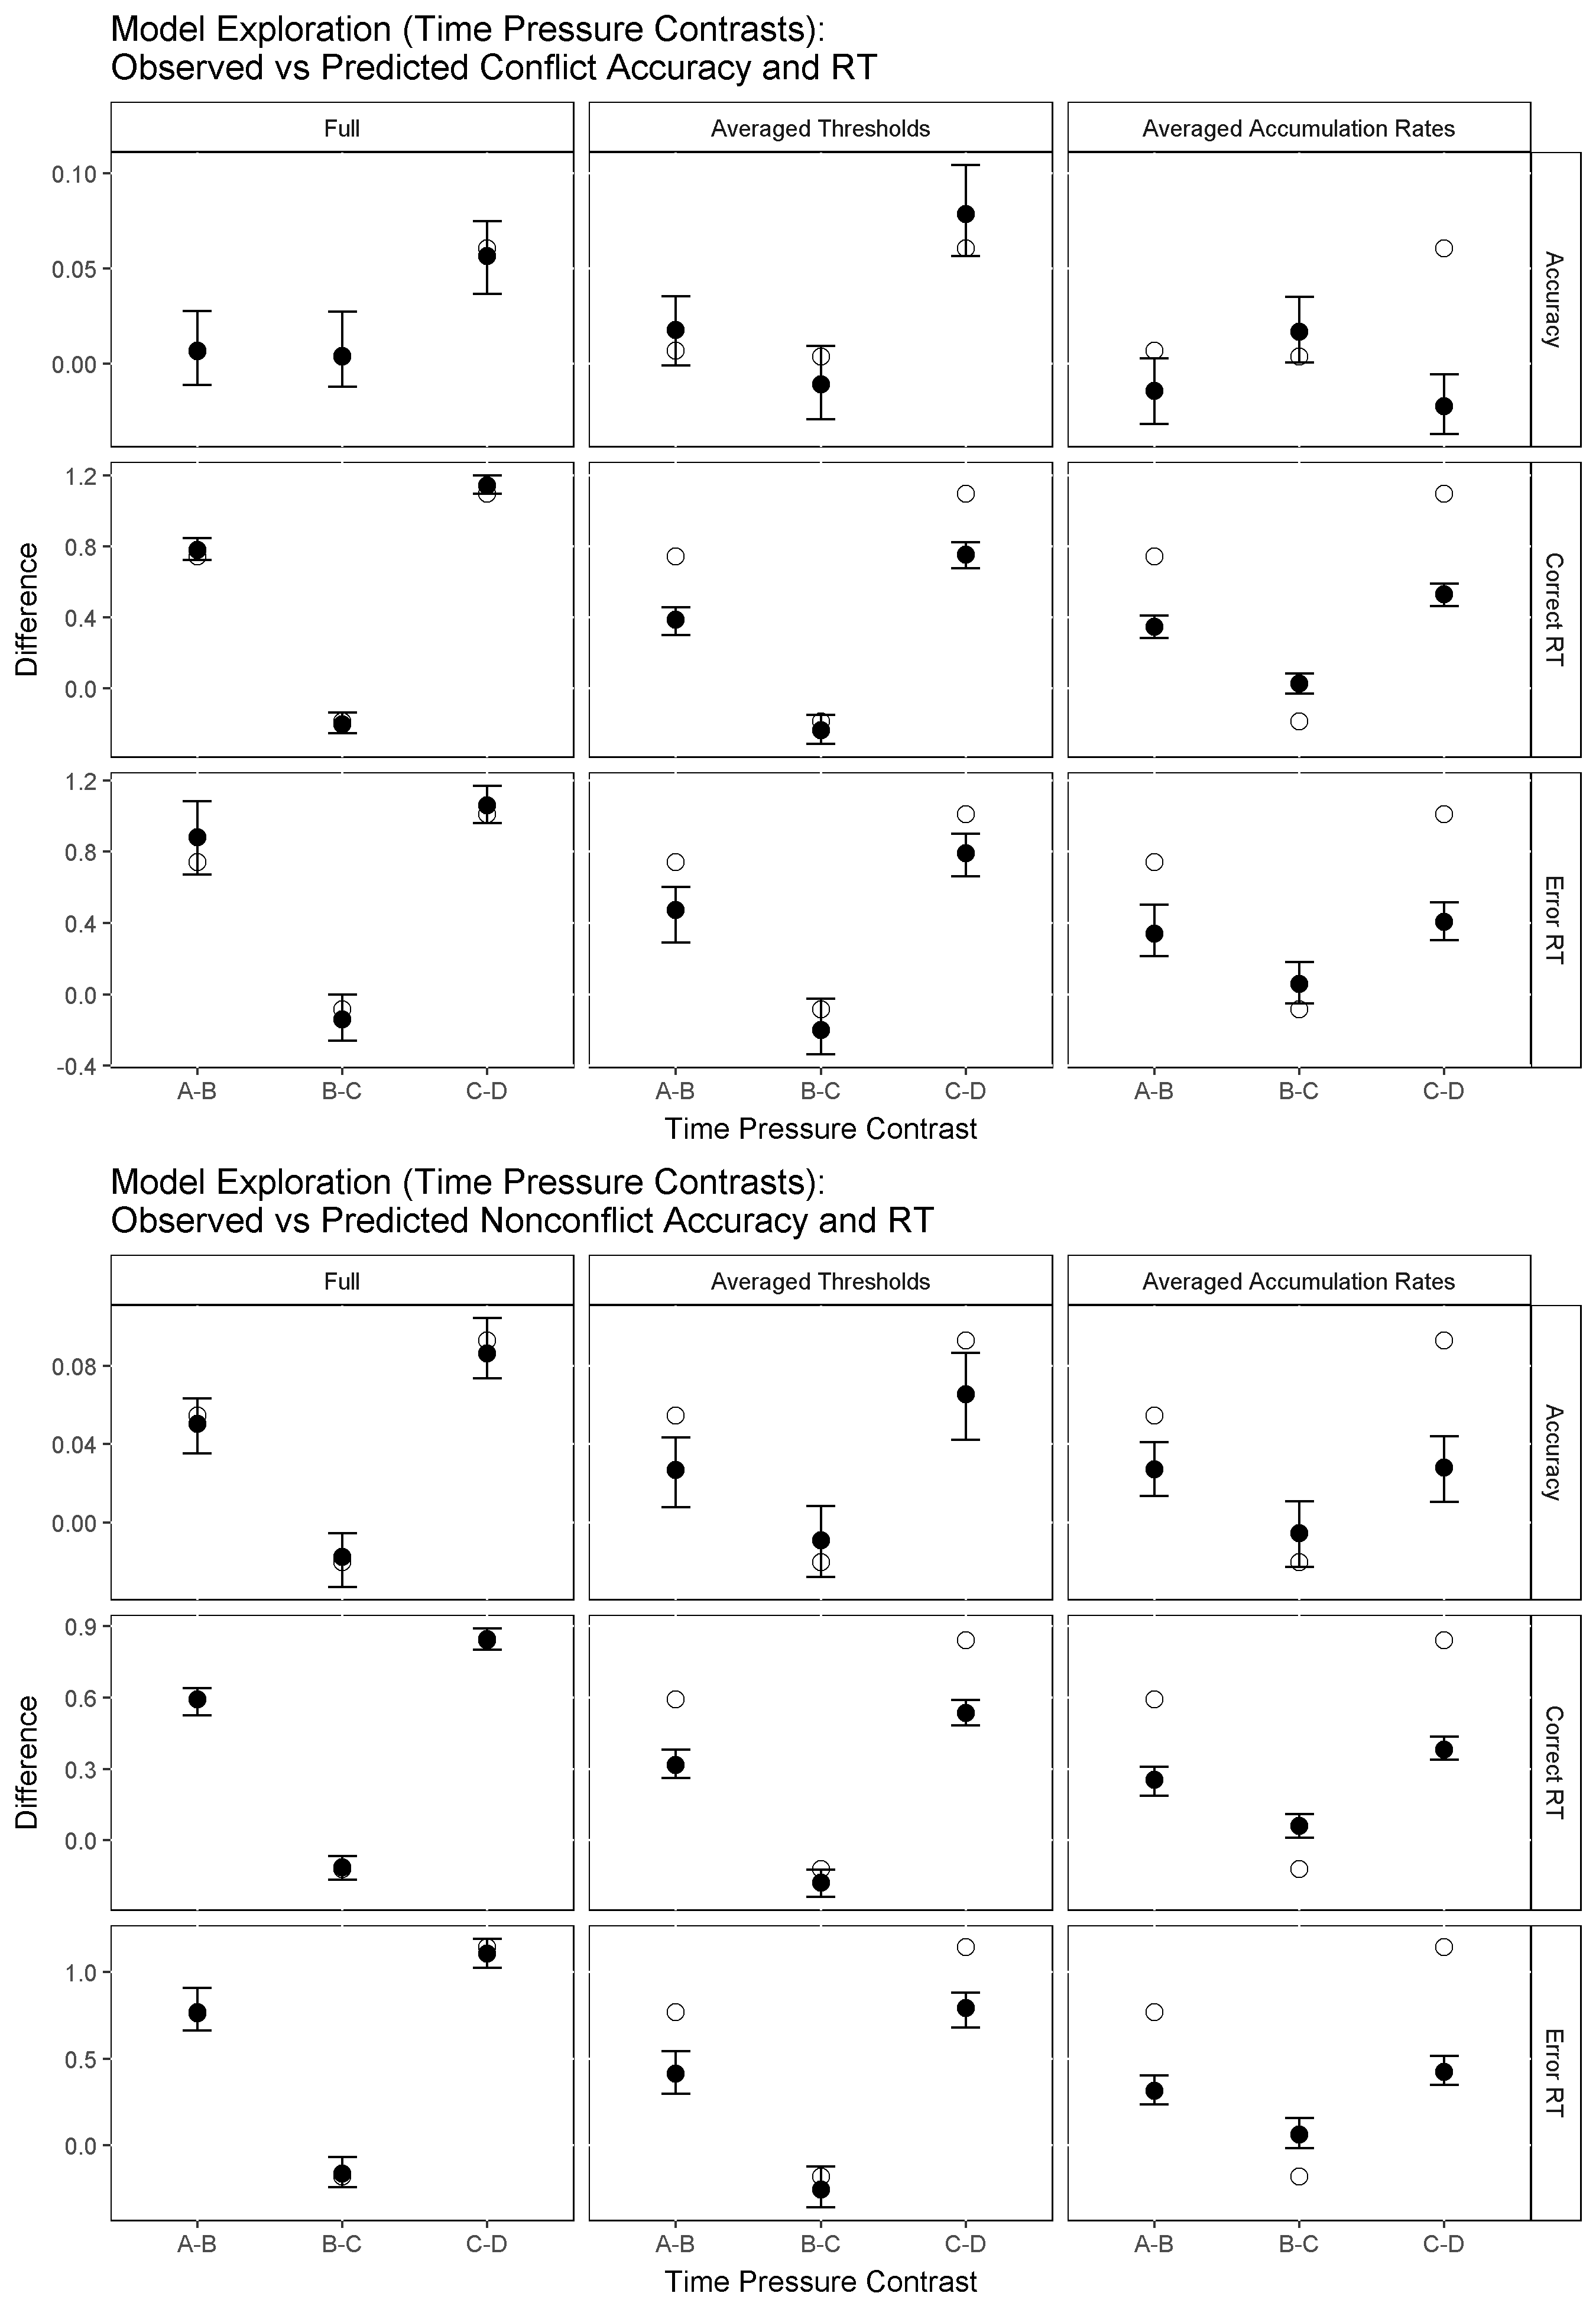 Model Exploration (Time Pressure Contrasts):
Observed vs Predicted Conflict Accuracy and RT
Full
Averaged Thresholds
Averaged Accumulation Rates
0.10
0.05
0.00
Accuracy
1.2
0.8
0.4
0.0
Correct RT
Difference
1.2
0.8
0.4
0.0
-0.4
Error RT
A-B B-C C-D
A-B B-C C-D
A-B B-C C-D
Time Pressure Contrast
Model Exploration (Time Pressure Contrasts):
Observed vs Predicted Nonconflict Accuracy and RT
Full
Averaged Thresholds
Averaged Accumulation Rates
0.08
0.04
0.00
Accuracy
0.9
0.6
0.3
0.0
Correct RT
Difference
1.0
0.5
0.0
Error RT
A-B B-C C-D
A-B B-C C-D
A-B B-C C-D
Time Pressure Contrast